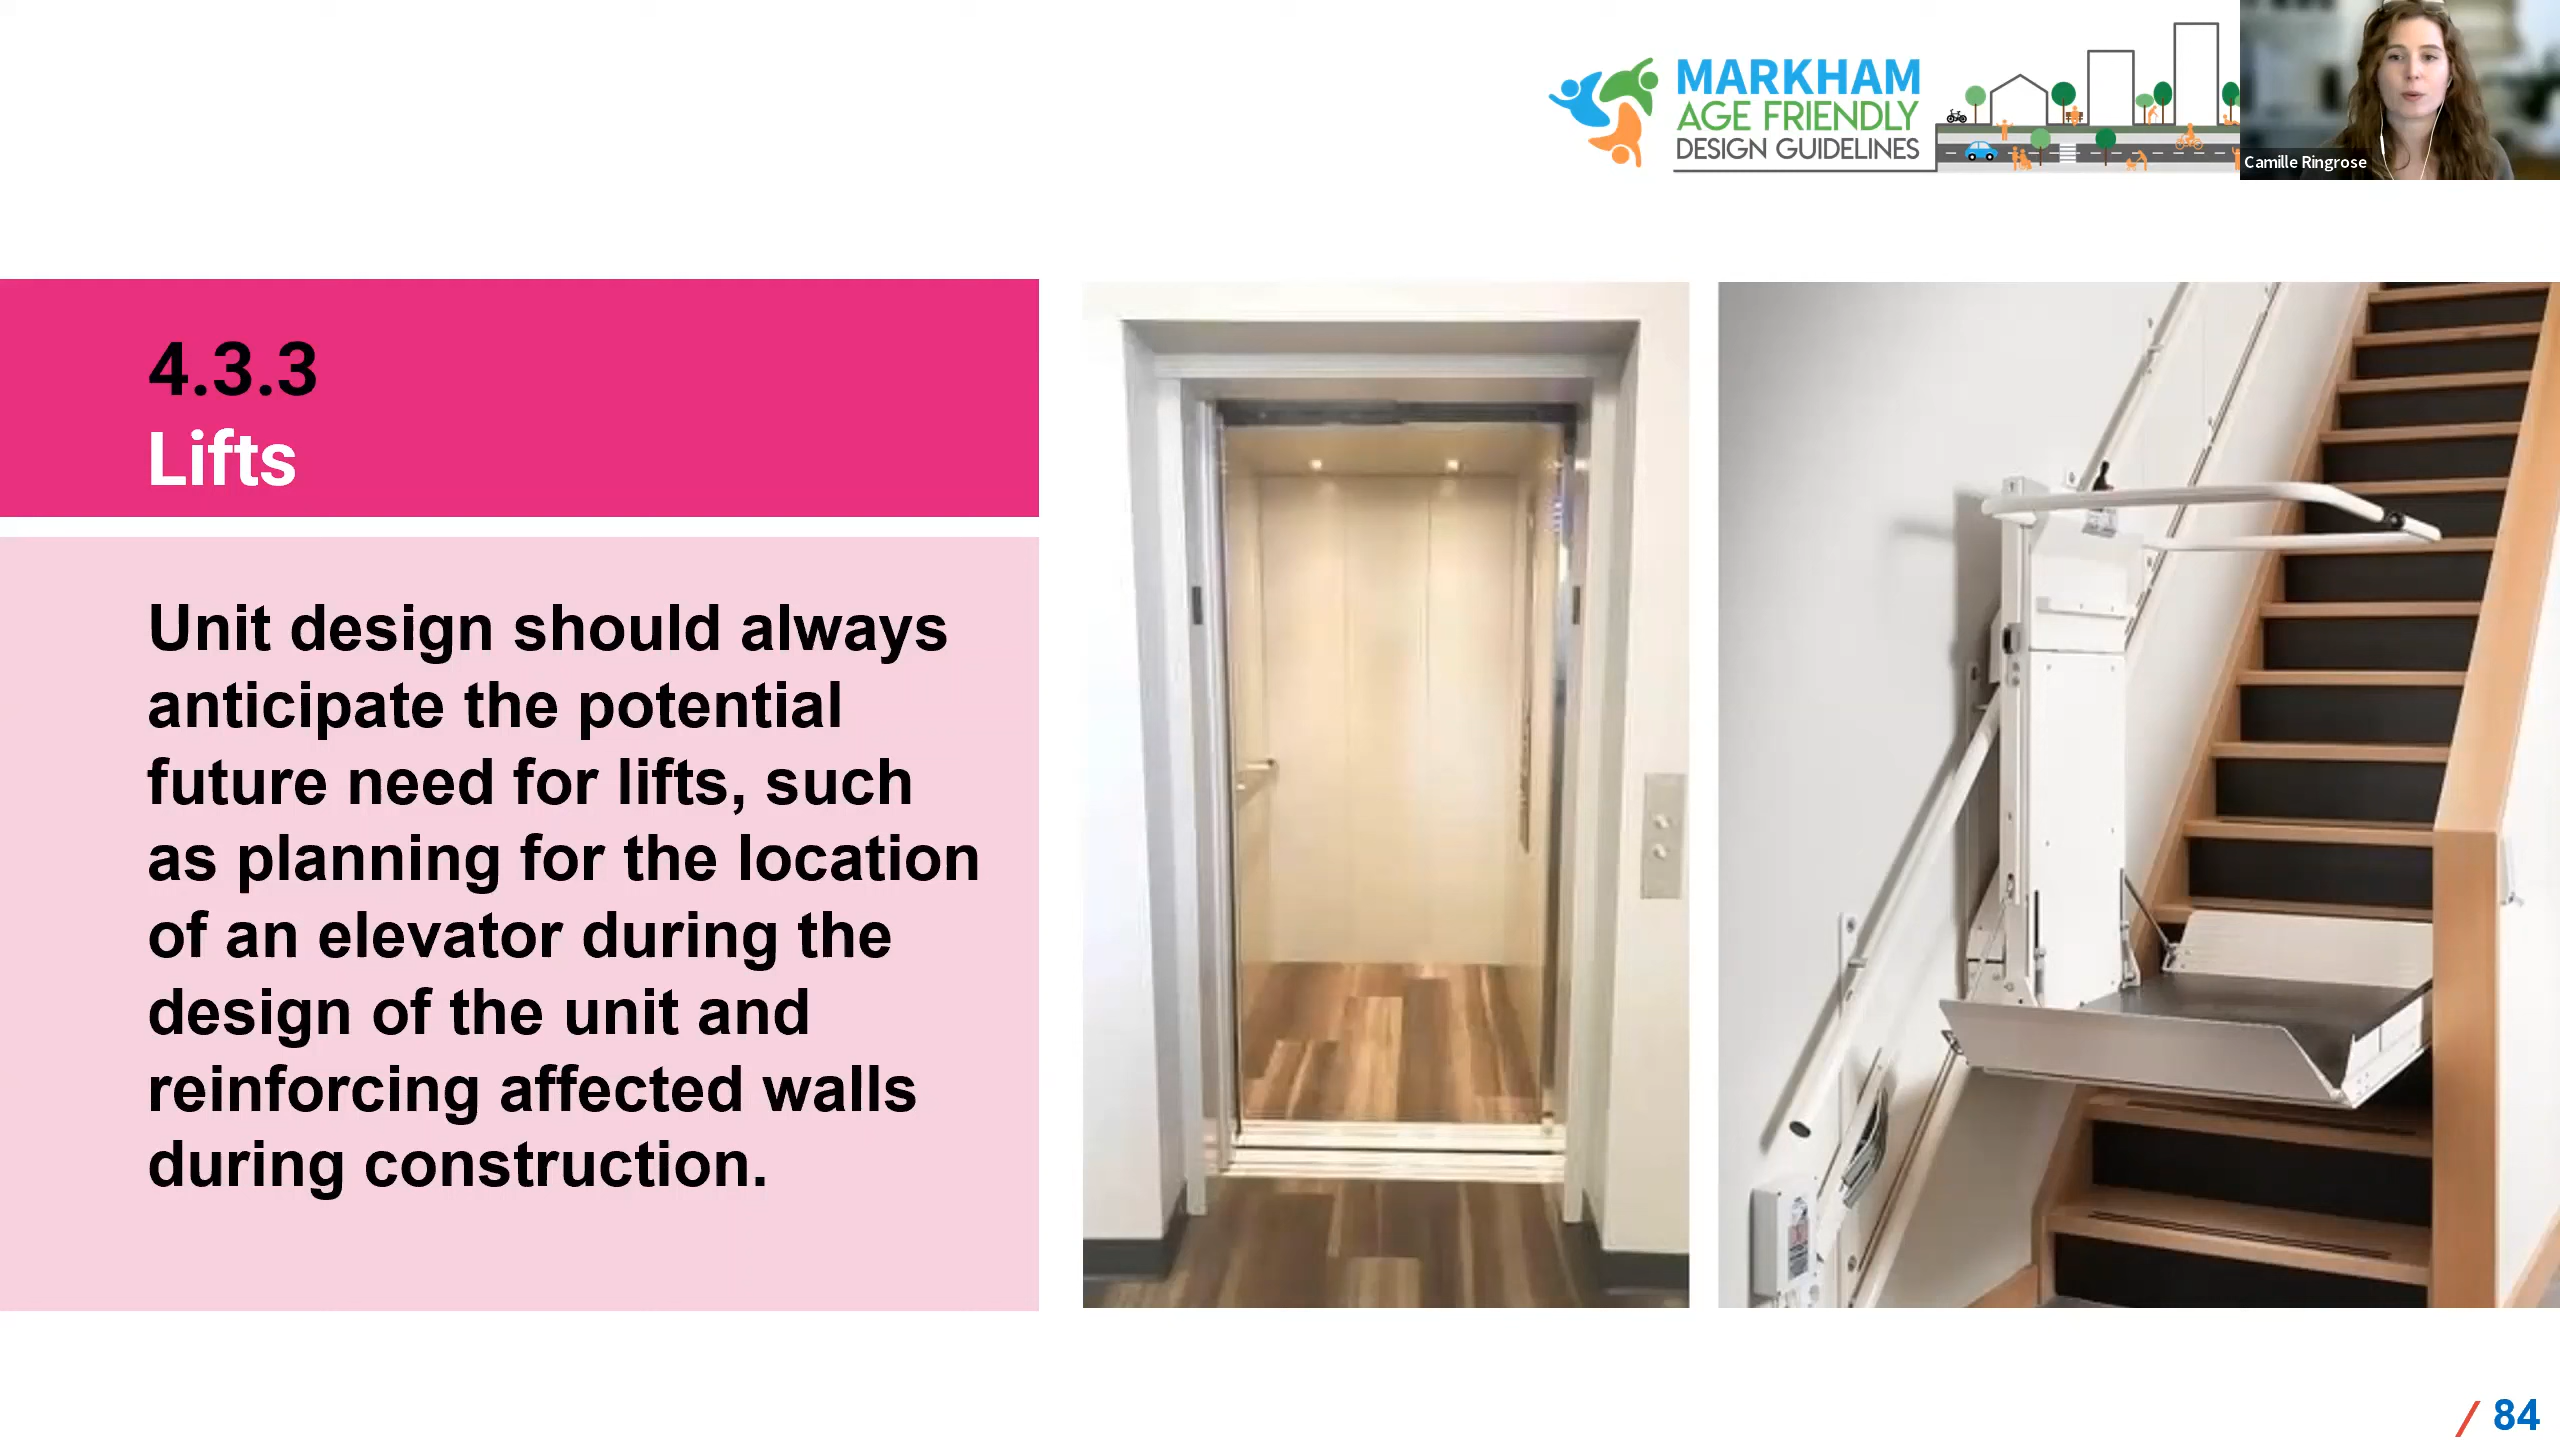 MARKHAM
AGE FRIENDLY
DESIGN GUIDELINES
Camille Ringrose
4.3.3
Lifts
Unit design should always
anticipate the potential
future need for lifts, such
as planning for the location
of an elevator during the
design of the unit and
reinforcing affected walls
during construction.
/ 84